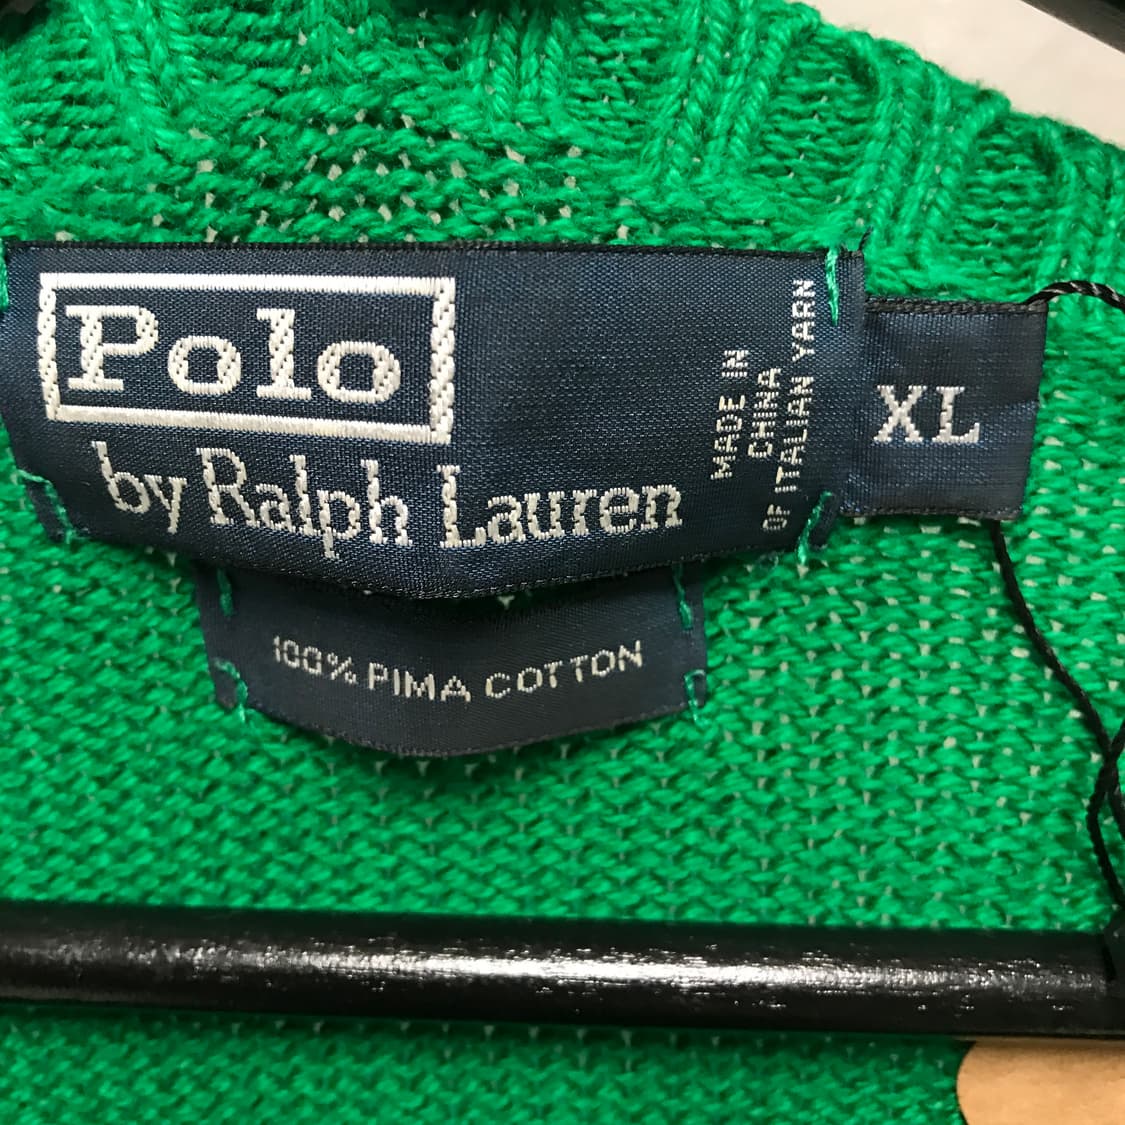 Polo
by Ralph Lauren
MADE IN
CHINA
OF ITALIAN YARN
XL
100% PIMA COTTON